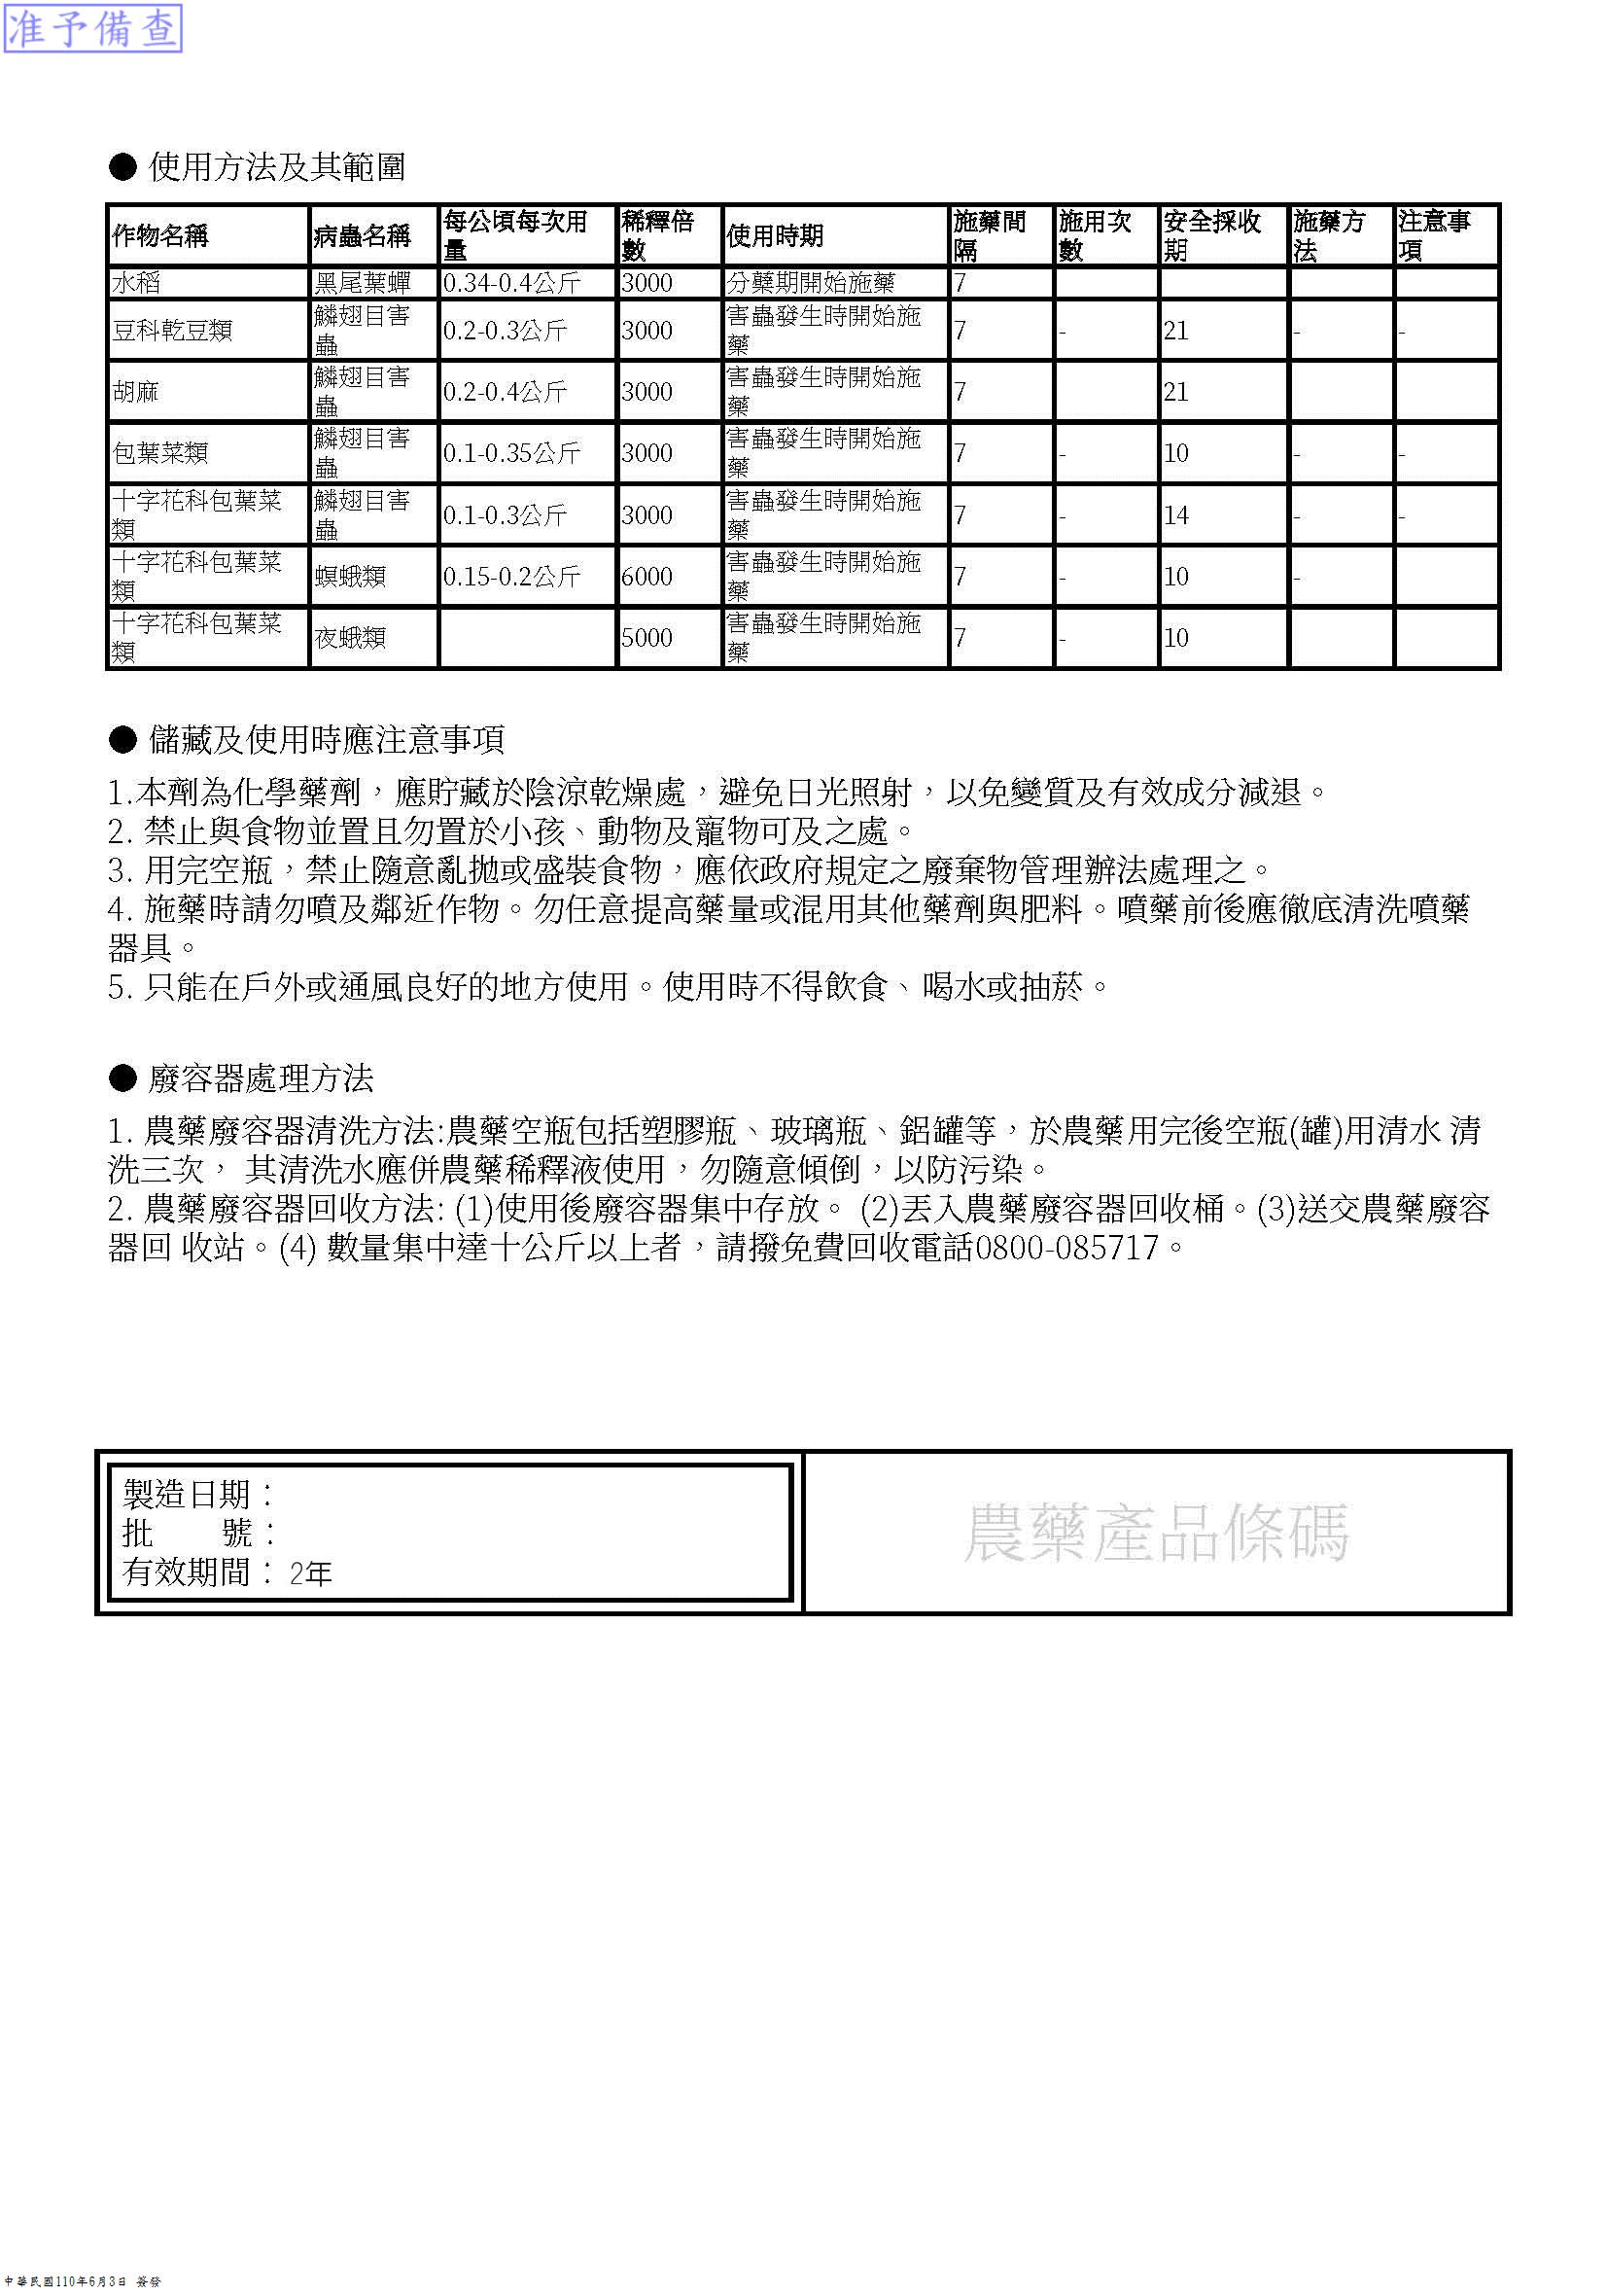 准予備查
● 使用方法及其範圍
作物名稱 病蟲名稱 每公頃每次用量 稀釋倍數 使用時期 施藥間隔 施用次數 安全採收期 施藥方法 注意事項
水稻 黑尾葉蟬 0.34-0.4公斤 3000 分蘗期開始施藥 7
豆科乾豆類 鱗翅目害蟲 0.2-0.3公斤 3000 害蟲發生時開始施藥 7 - 21 - -
胡麻 鱗翅目害蟲 0.2-0.4公斤 3000 害蟲發生時開始施藥 7 21
包葉菜類 鱗翅目害蟲 0.1-0.35公斤 3000 害蟲發生時開始施藥 7 - 10 - -
十字花科包葉菜類 鱗翅目害蟲 0.1-0.3公斤 3000 害蟲發生時開始施藥 7 - 14 - -
十字花科包葉菜類 螟蛾類 0.15-0.2公斤 6000 害蟲發生時開始施藥 7 - 10 -
十字花科包葉菜類 夜蛾類 5000 害蟲發生時開始施藥 7 - 10
● 儲藏及使用時應注意事項
1.本劑為化學藥劑，應貯藏於陰涼乾燥處，避免日光照射，以免變質及有效成分減退。
2. 禁止與食物並置且勿置於小孩、動物及寵物可及之處。
3. 用完空瓶，禁止隨意亂拋或盛裝食物，應依政府規定之廢棄物管理辦法處理之。
4. 施藥時請勿噴及鄰近作物。勿任意提高藥量或混用其他藥劑與肥料。噴藥前後應徹底清洗噴藥
器具。
5. 只能在戶外或通風良好的地方使用。使用時不得飲食、喝水或抽菸。
● 廢容器處理方法
1. 農藥廢容器清洗方法:農藥空瓶包括塑膠瓶、玻璃瓶、鋁罐等，於農藥用完後空瓶(罐)用清水 清
洗三次， 其清洗水應併農藥稀釋液使用，勿隨意傾倒，以防污染。
2. 農藥廢容器回收方法: (1)使用後廢容器集中存放。 (2)丟入農藥廢容器回收桶。(3)送交農藥廢容
器回 收站。(4) 數量集中達十公斤以上者，請撥免費回收電話0800-085717。
製造日期：
批　　號：
有效期間： 2年
農藥產品條碼
中華民國110年6月3日 簽發